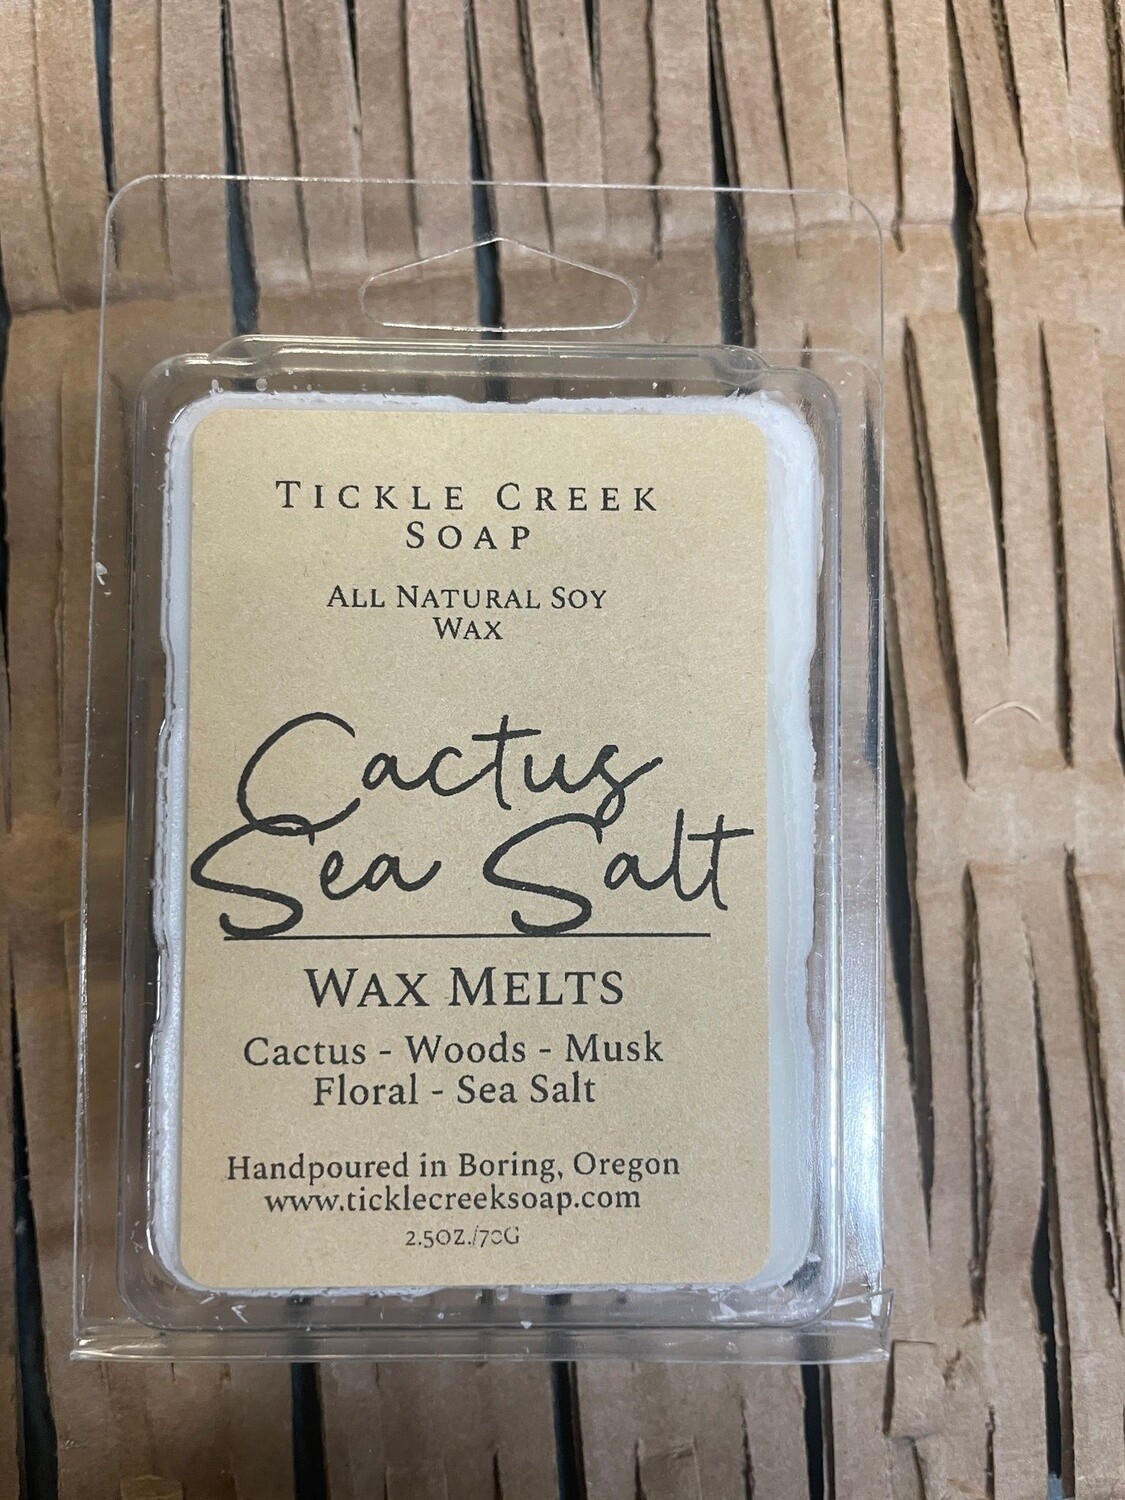 TICKLE CREEK
SOAP
ALL NATURAL SOY
WAX
Cactus
Sea Salt
WAX MELTS
Cactus - Woods - Musk
Floral - Sea Salt
Handpoured in Boring, Oregon
www.ticklecreeksoap.com
2.5OZ./70G